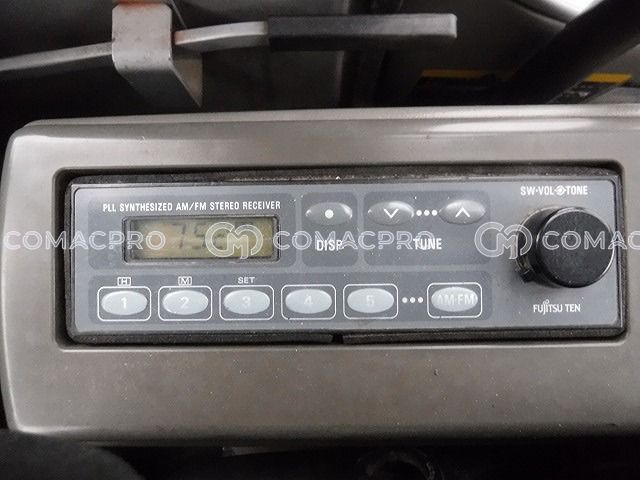 PLL SYNTHESIZED AM/FM STEREO RECEIVER
SW·VOL TONE
DISP
TUNE
COMACPRO COMACPRO COMACPRO
H M SET
1 2 3 4 5 AM·FM
FUJITSU TEN